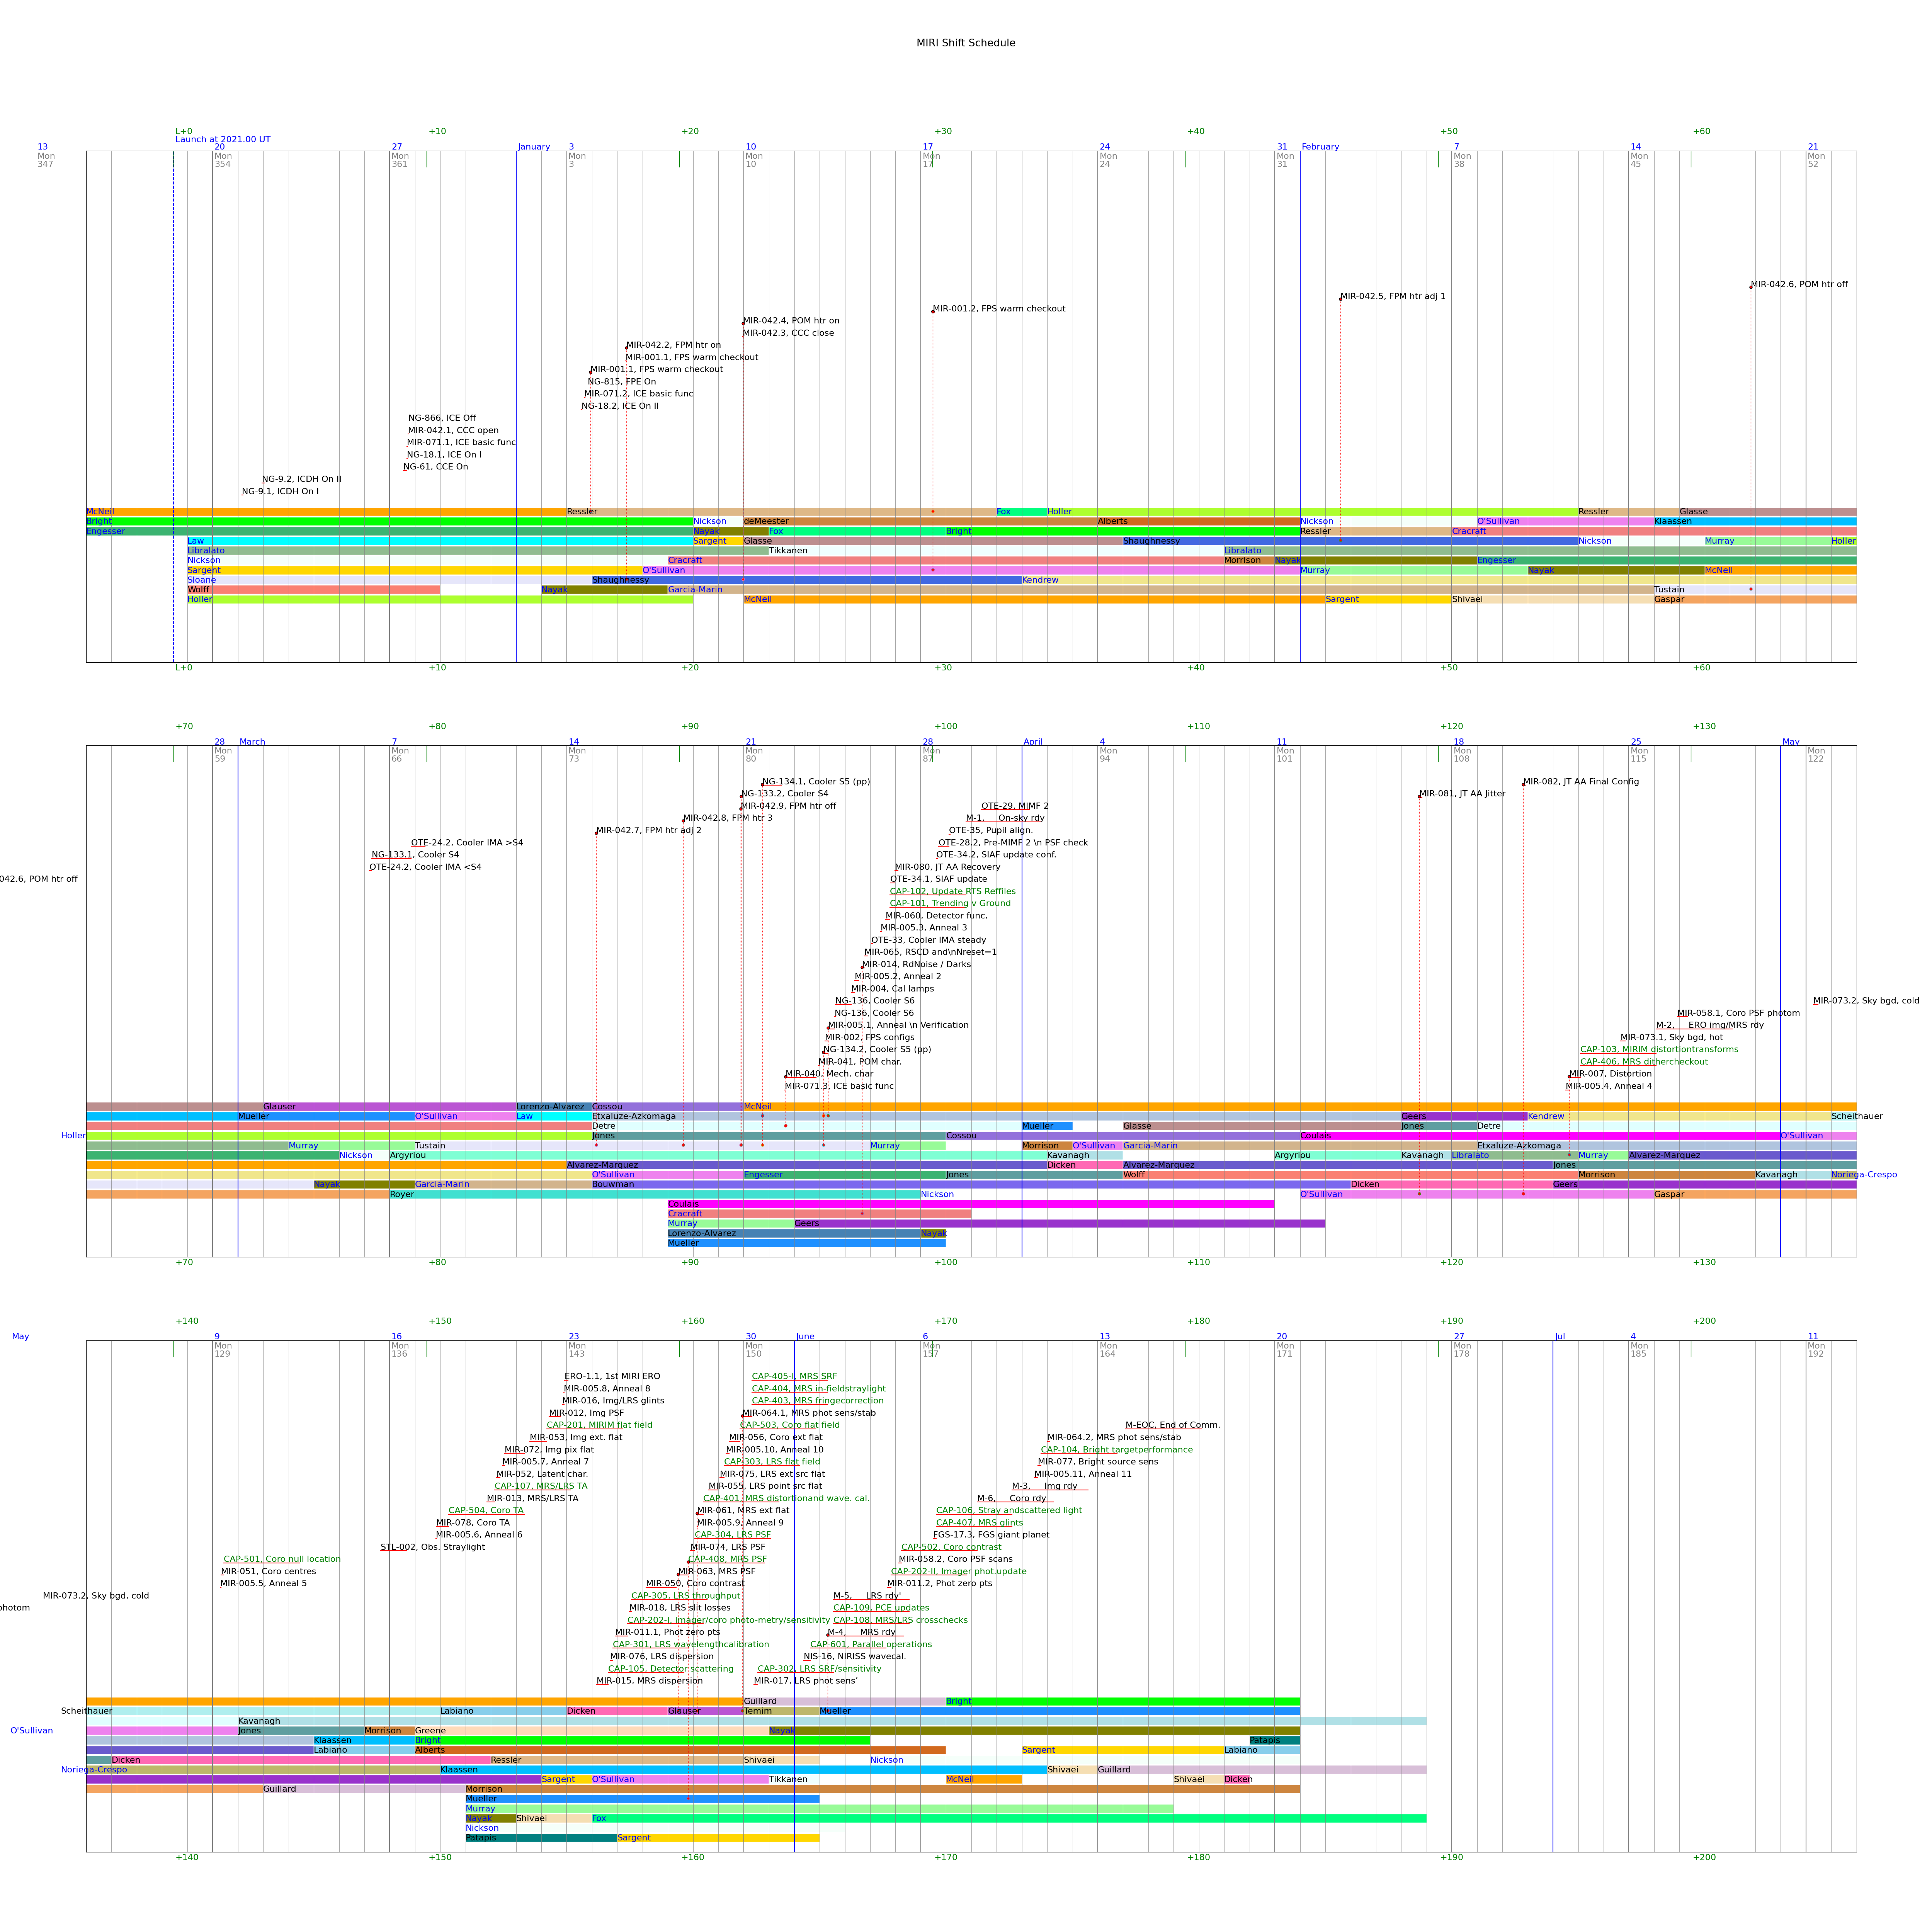 MIRI Shift Schedule
L+0 +10 +20 +30 +40 +50 +60
Launch at 2021.00 UT
13 20 27 January 3 10 17 24 31 February 7 14 21
Mon Mon Mon Mon Mon Mon Mon Mon Mon Mon Mon
347 354 361 3 10 17 24 31 38 45 52
MIR-042.6, POM htr off
MIR-042.5, FPM htr adj 1
MIR-001.2, FPS warm checkout
MIR-042.4, POM htr on
MIR-042.3, CCC close
MIR-042.2, FPM htr on
MIR-001.1, FPS warm checkout
MIR-001.1, FPS warm checkout
NG-815, FPE On
MIR-071.2, ICE basic func
NG-18.2, ICE On II
NG-866, ICE Off
MIR-042.1, CCC open
MIR-071.1, ICE basic func
NG-18.1, ICE On I
NG-61, CCE On
NG-9.2, ICDH On II
NG-9.1, ICDH On I
McNeil Ressler Fox Holler Ressler Glasse
Bright Nickson deMeester Alberts Nickson O'Sullivan Klaassen
Engesser Nayak Fox Bright Ressler Cracraft
Law Sargent Glasse Shaughnessy Nickson Murray Holler
Libralato Tikkanen Libralato
Nickson Cracraft Morrison Nayak Engesser
Sargent O'Sullivan Murray Nayak McNeil
Sloane Shaughnessy Kendrew
Wolff Nayak Garcia-Marin Tustain
Holler McNeil Sargent Shivaei Gaspar
L+0 +10 +20 +30 +40 +50 +60
+70 +80 +90 +100 +110 +120 +130
28 March 7 14 21 28 April 4 11 18 25 May
Mon Mon Mon Mon Mon Mon Mon Mon Mon Mon
59 66 73 80 87 94 101 108 115 122
NG-134.1, Cooler S5 (pp) MIR-082, JT AA Final Config
NG-133.2, Cooler S4 MIR-081, JT AA Jitter
MIR-042.9, FPM htr off OTE-29, MIMF 2
MIR-042.8, FPM htr 3 M-1, On-sky rdy
MIR-042.7, FPM htr adj 2 OTE-35, Pupil align.
OTE-24.2, Cooler IMA >S4 OTE-28.2, Pre-MIMF 2 \n PSF check
NG-133.1, Cooler S4 OTE-34.2, SIAF update conf.
OTE-24.2, Cooler IMA <S4 MIR-080, JT AA Recovery
042.6, POM htr off OTE-34.1, SIAF update
CAP-102, Update RTS Reffiles
CAP-101, Trending v Ground
MIR-060, Detector func.
MIR-005.3, Anneal 3
OTE-33, Cooler IMA steady
MIR-065, RSCD and\nNreset=1
MIR-014, RdNoise / Darks
MIR-005.2, Anneal 2
MIR-004, Cal lamps
NG-136, Cooler S6 MIR-073.2, Sky bgd, cold
NG-136, Cooler S6 MIR-058.1, Coro PSF photom
MIR-005.1, Anneal \n Verification M-2, ERO img/MRS rdy
MIR-002, FPS configs MIR-073.1, Sky bgd, hot
NG-134.2, Cooler S5 (pp) CAP-103, MIRIM distortiontransforms
MIR-041, POM char. CAP-406, MRS dithercheckout
MIR-040, Mech. char MIR-007, Distortion
MIR-071.3, ICE basic func MIR-005.4, Anneal 4
Glauser Lorenzo-Alvarez Cossou McNeil
Mueller O'Sullivan Law Etxaluze-Azkomaga Geers Kendrew Scheithauer
Detre Mueller Glasse Jones Detre
Holler Jones Cossou Coulais O'Sullivan
Murray Tustain Murray Morrison O'Sullivan Garcia-Marin Etxaluze-Azkomaga
Nickson Argyriou Kavanagh Argyriou Kavanagh Libralato Murray Alvarez-Marquez
Alvarez-Marquez Dicken Alvarez-Marquez Jones
O'Sullivan Engesser Jones Wolff Morrison Kavanagh Noriega-Crespo
Nayak Garcia-Marin Bouwman Dicken Geers
Royer Nickson O'Sullivan Gaspar
Coulais
Cracraft
Murray Geers
Lorenzo-Alvarez Nayak
Mueller
+70 +80 +90 +100 +110 +120 +130
+140 +150 +160 +170 +180 +190 +200
May 9 16 23 30 June 6 13 20 27 Jul 4 11
Mon Mon Mon Mon Mon Mon Mon Mon Mon Mon
129 136 143 150 157 164 171 178 185 192
ERO-1.1, 1st MIRI ERO CAP-405-I, MRS SRF
MIR-005.8, Anneal 8 CAP-404, MRS in-fieldstraylight
MIR-016, Img/LRS glints CAP-403, MRS fringecorrection
MIR-012, Img PSF MIR-064.1, MRS phot sens/stab
CAP-201, MIRIM flat field CAP-503, Coro flat field M-EOC, End of Comm.
MIR-053, Img ext. flat MIR-056, Coro ext flat MIR-064.2, MRS phot sens/stab
MIR-072, Img pix flat MIR-005.10, Anneal 10 CAP-104, Bright targetperformance
MIR-005.7, Anneal 7 CAP-303, LRS flat field MIR-077, Bright source sens
MIR-052, Latent char. MIR-075, LRS ext src flat MIR-005.11, Anneal 11
CAP-107, MRS/LRS TA MIR-055, LRS point src flat M-3, Img rdy
MIR-013, MRS/LRS TA CAP-401, MRS distortionand wave. cal. M-6, Coro rdy
CAP-504, Coro TA MIR-061, MRS ext flat CAP-106, Stray andscattered light
MIR-078, Coro TA MIR-005.9, Anneal 9 CAP-407, MRS glints
MIR-005.6, Anneal 6 CAP-304, LRS PSF FGS-17.3, FGS giant planet
STL-002, Obs. Straylight MIR-074, LRS PSF CAP-502, Coro contrast
CAP-501, Coro null location CAP-408, MRS PSF MIR-058.2, Coro PSF scans
MIR-051, Coro centres MIR-063, MRS PSF CAP-202-II, Imager phot.update
MIR-005.5, Anneal 5 MIR-050, Coro contrast MIR-011.2, Phot zero pts
MIR-073.2, Sky bgd, cold CAP-305, LRS throughput M-5, LRS rdy'
photom MIR-018, LRS slit losses CAP-109, PCE updates
CAP-202-I, Imager/coro photo-metry/sensitivity CAP-108, MRS/LRS crosschecks
MIR-011.1, Phot zero pts M-4, MRS rdy
CAP-301, LRS wavelengthcalibration CAP-601, Parallel operations
MIR-076, LRS dispersion NIS-16, NIRISS wavecal.
CAP-105, Detector scattering CAP-302, LRS SRF/sensitivity
MIR-015, MRS dispersion MIR-017, LRS phot sens'
Guillard Bright
Scheithauer Labiano Dicken Glauser Temim Mueller
Kavanagh
O'Sullivan Jones Morrison Greene Nayak
Klaassen Bright Patapis
Labiano Alberts Sargent Labiano
Dicken Ressler Shivaei Nickson
Noriega-Crespo Klaassen Shivaei Guillard
Sargent O'Sullivan Tikkanen McNeil Shivaei Dicken
Guillard Morrison
Mueller
Murray
Nayak Shivaei Fox
Nickson
Patapis Sargent
+140 +150 +160 +170 +180 +190 +200